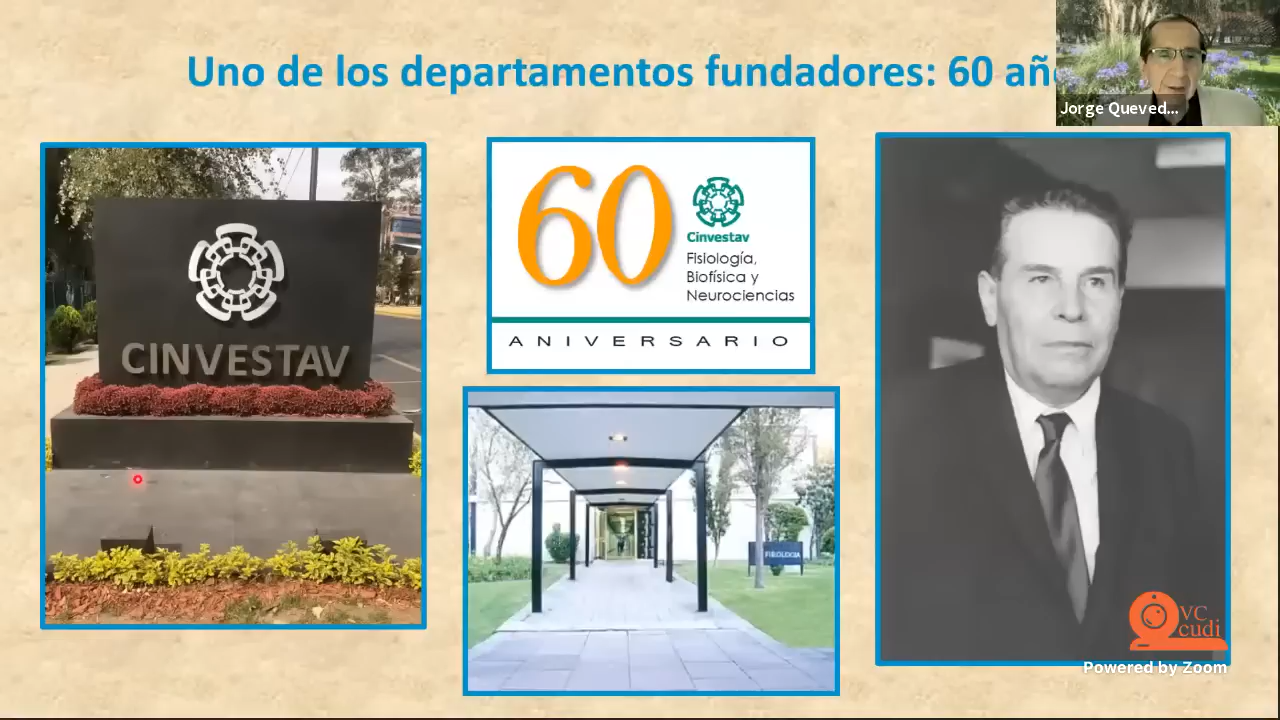 Uno de los departamentos fundadores: 60 añ
Jorge Queved...
CINVESTAV
60
Cinvestav
Fisiología,
Biofísica y
Neurociencias
ANIVERSARIO
FISIOLOGIA
VC
cudi
Powered by Zoom